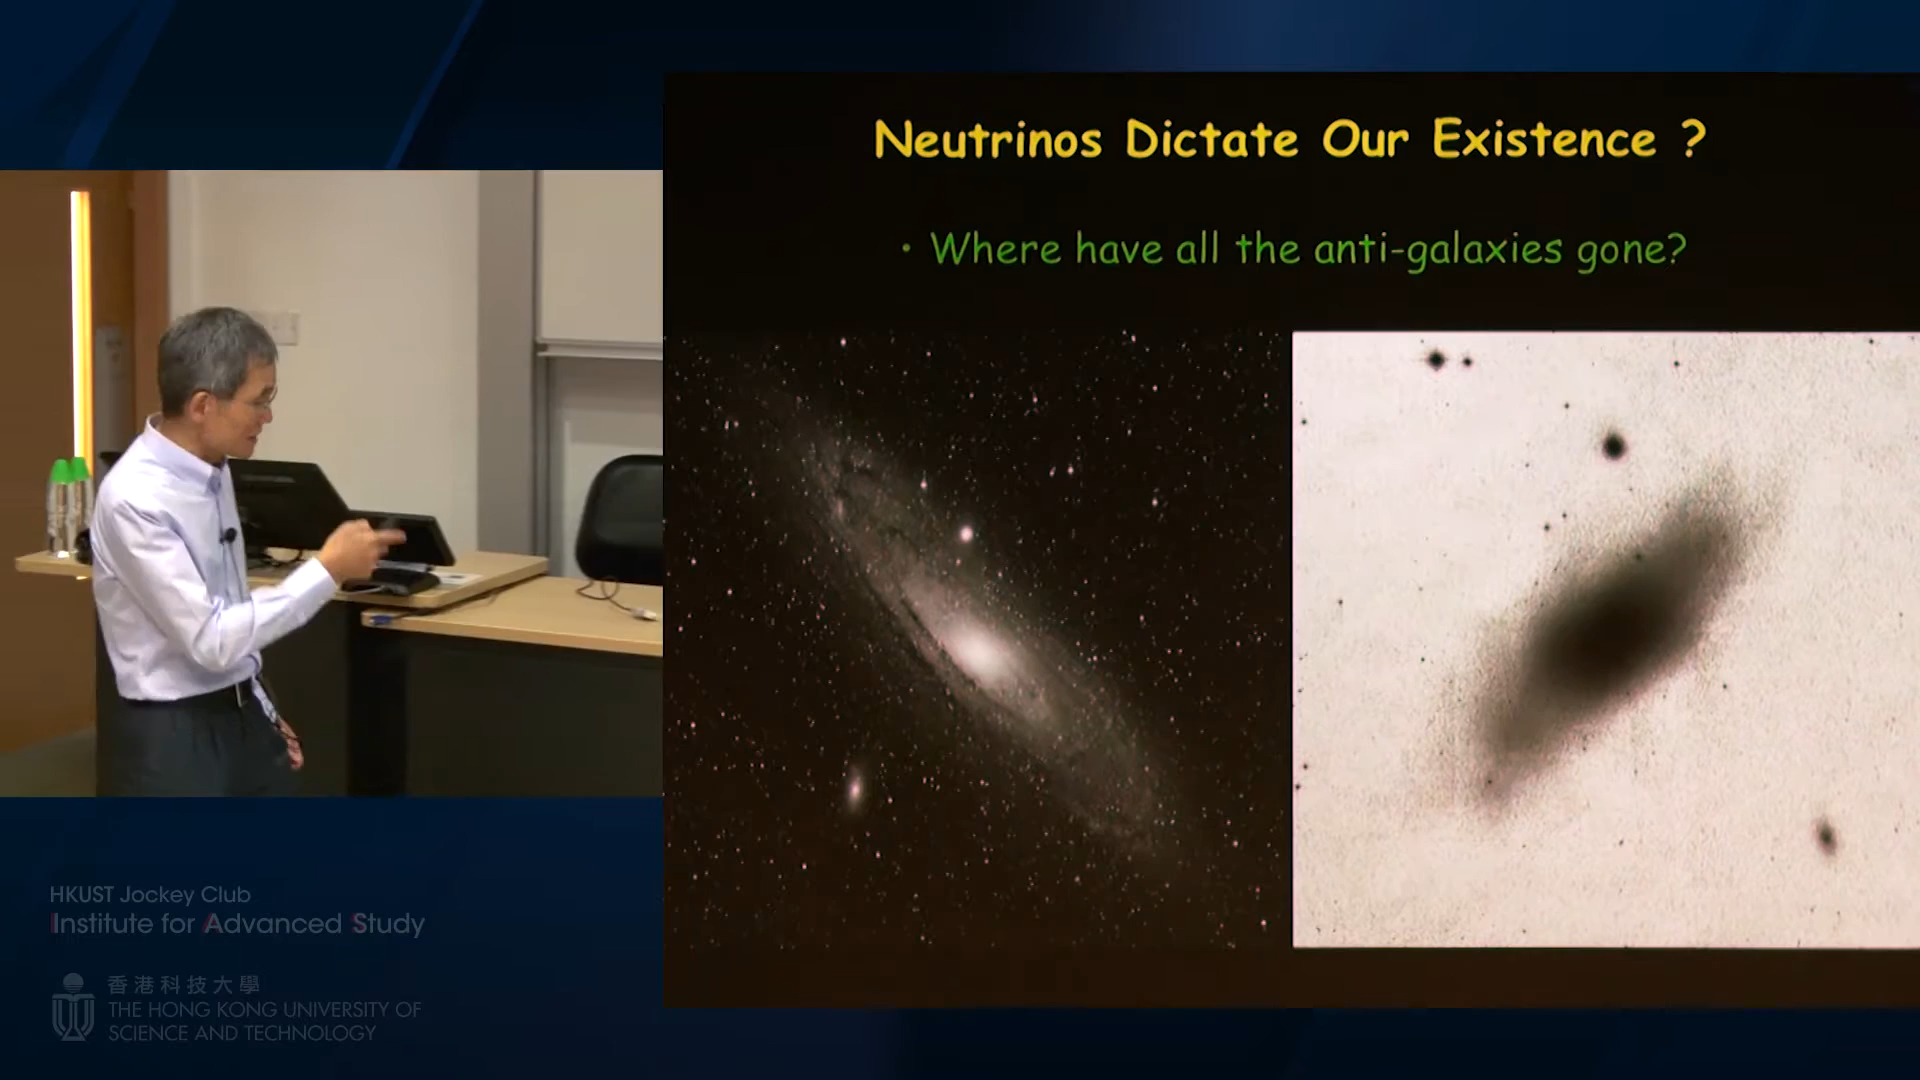 Neutrinos Dictate Our Existence ?
• Where have all the anti-galaxies gone?
HKUST Jockey Club
Institute for Advanced Study
香港科技大學
THE HONG KONG UNIVERSITY OF
SCIENCE AND TECHNOLOGY